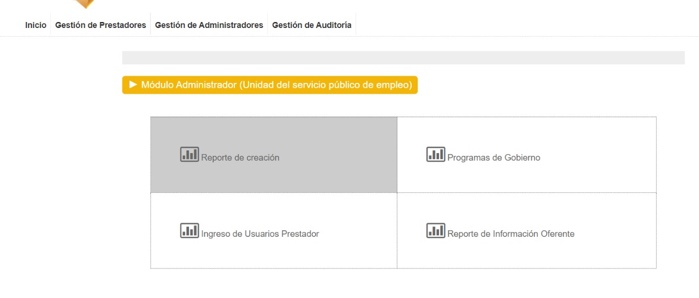 Inicio Gestión de Prestadores Gestión de Administradores Gestión de Auditoría
Módulo Administrador (Unidad del servicio público de empleo)
Reporte de creación Programas de Gobierno
Ingreso de Usuarios Prestador Reporte de Información Oferente